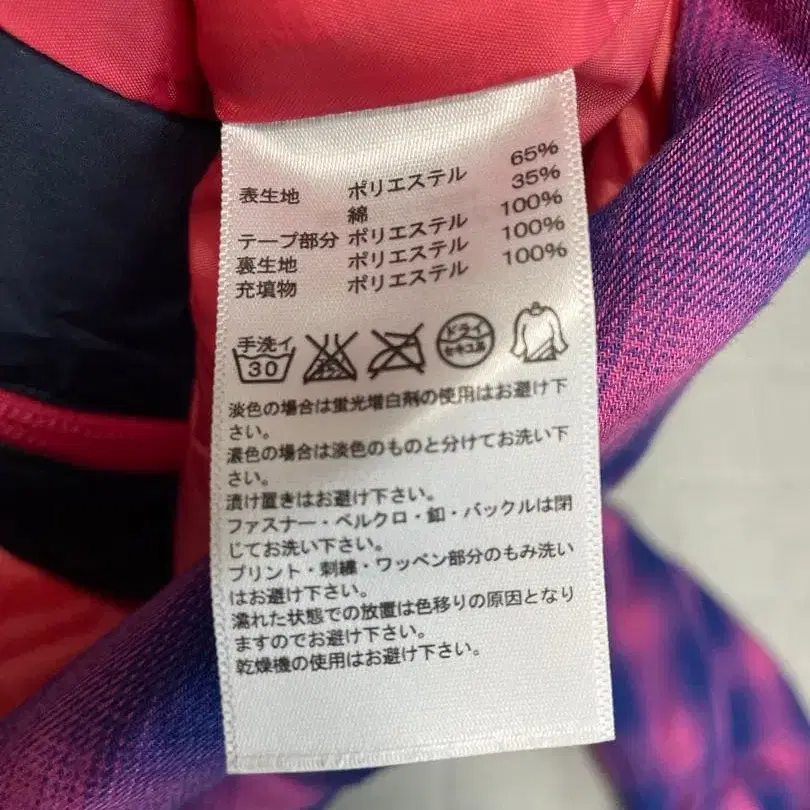 表生地 ポリエステル 65%
綿 35%
テープ部分 ポリエステル 100%
裏生地 ポリエステル 100%
充填物 ポリエステル 100%
手洗イ 30
ドライ
セキユ系
淡色の場合は蛍光増白剤の使用はお避け下
さい。
濃色の場合は淡色のものと分けてお洗い下
さい。
漬け置きはお避け下さい。
ファスナー・ベルクロ・釦・バックルは閉
じてお洗い下さい。
プリント・刺繍・ワッペン部分のもみ洗い
はお避け下さい。
濡れた状態での放置は色移りの原因となり
ますのでお避け下さい。
乾燥機の使用はお避け下さい。